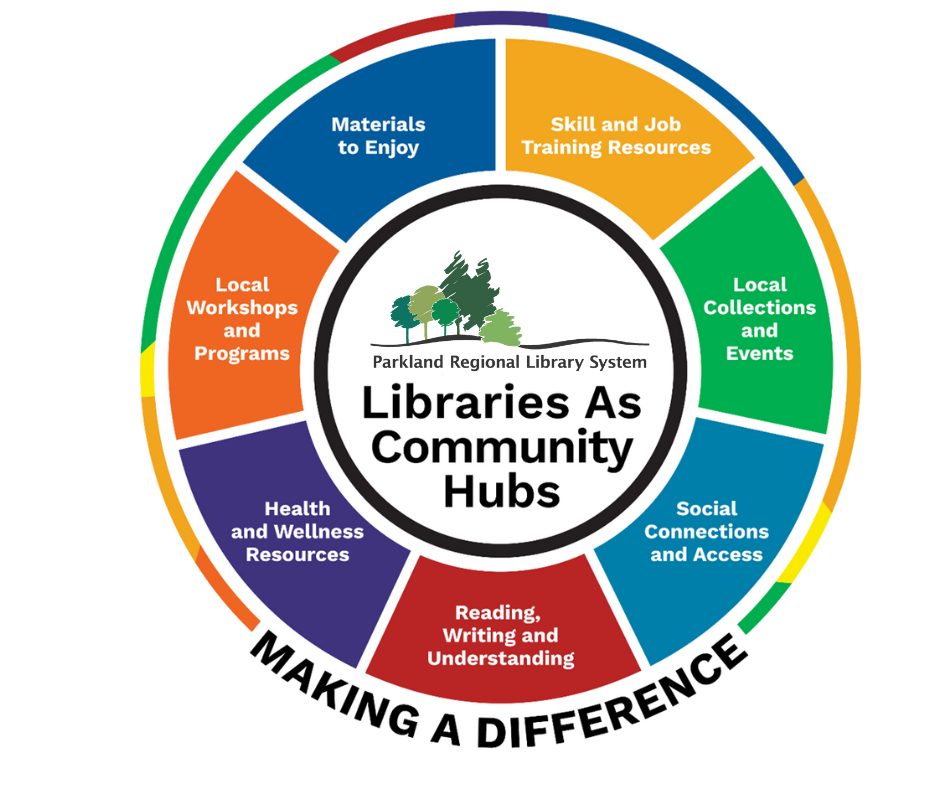 Materials
to Enjoy
Skill and Job
Training Resources
Local
Workshops
and
Programs
Local
Collections
and
Events
Parkland Regional Library System
Libraries As
Community
Hubs
Health
and Wellness
Resources
Social
Connections
and Access
Reading,
Writing and
Understanding
MAKING A DIFFERENCE